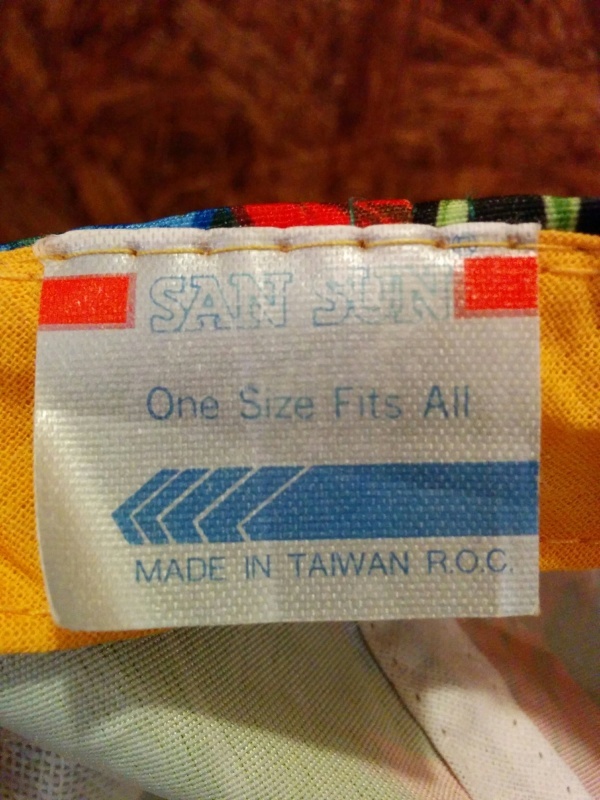 SAN SUN
One Size Fits All
MADE IN TAIWAN R.O.C.